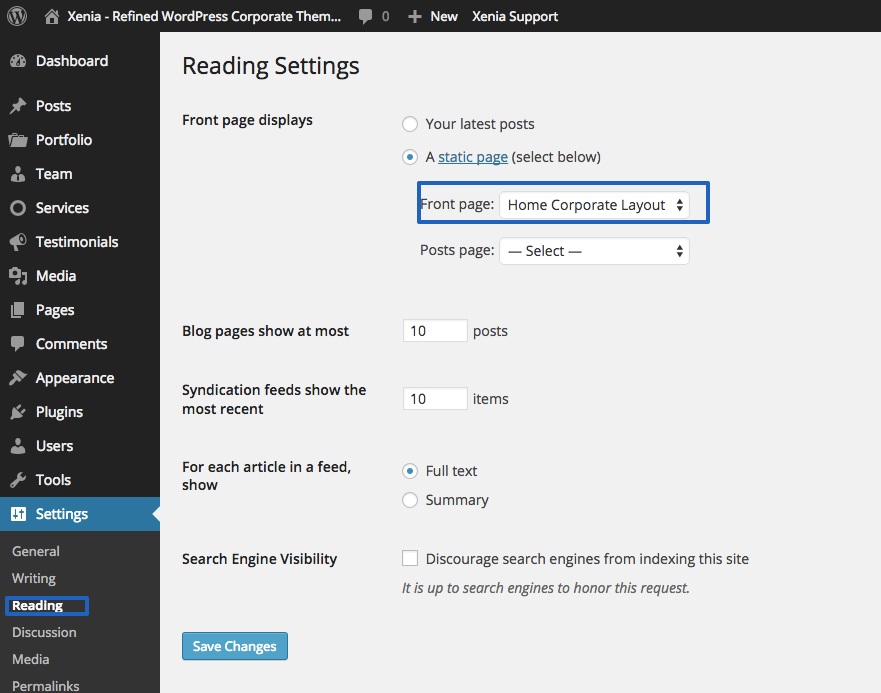 Xenia - Refined WordPress Corporate Them... 0 New Xenia Support
Dashboard
Posts
Portfolio
Team
Services
Testimonials
Media
Pages
Comments
Appearance
Plugins
Users
Tools
Settings
General
Writing
Reading
Discussion
Media
Permalinks
Reading Settings
Front page displays
Your latest posts
A static page (select below)
Front page: Home Corporate Layout
Posts page: — Select —
Blog pages show at most 10 posts
Syndication feeds show the
most recent
10 items
For each article in a feed,
show
Full text
Summary
Search Engine Visibility
Discourage search engines from indexing this site
It is up to search engines to honor this request.
Save Changes